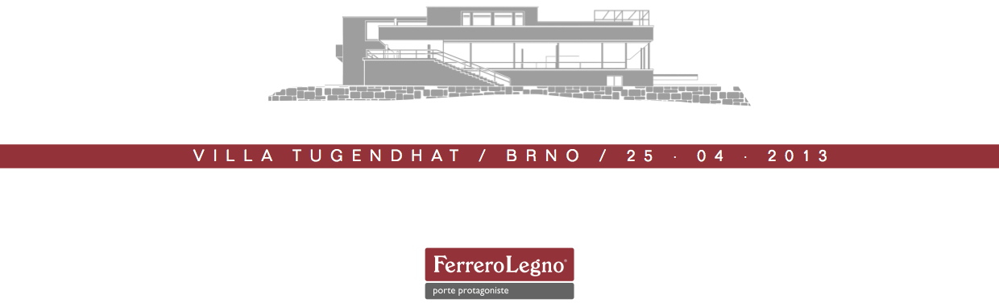 VILLA TUGENDHAT / BRNO / 25 · 04 · 2013
FerreroLegno®
porte protagoniste